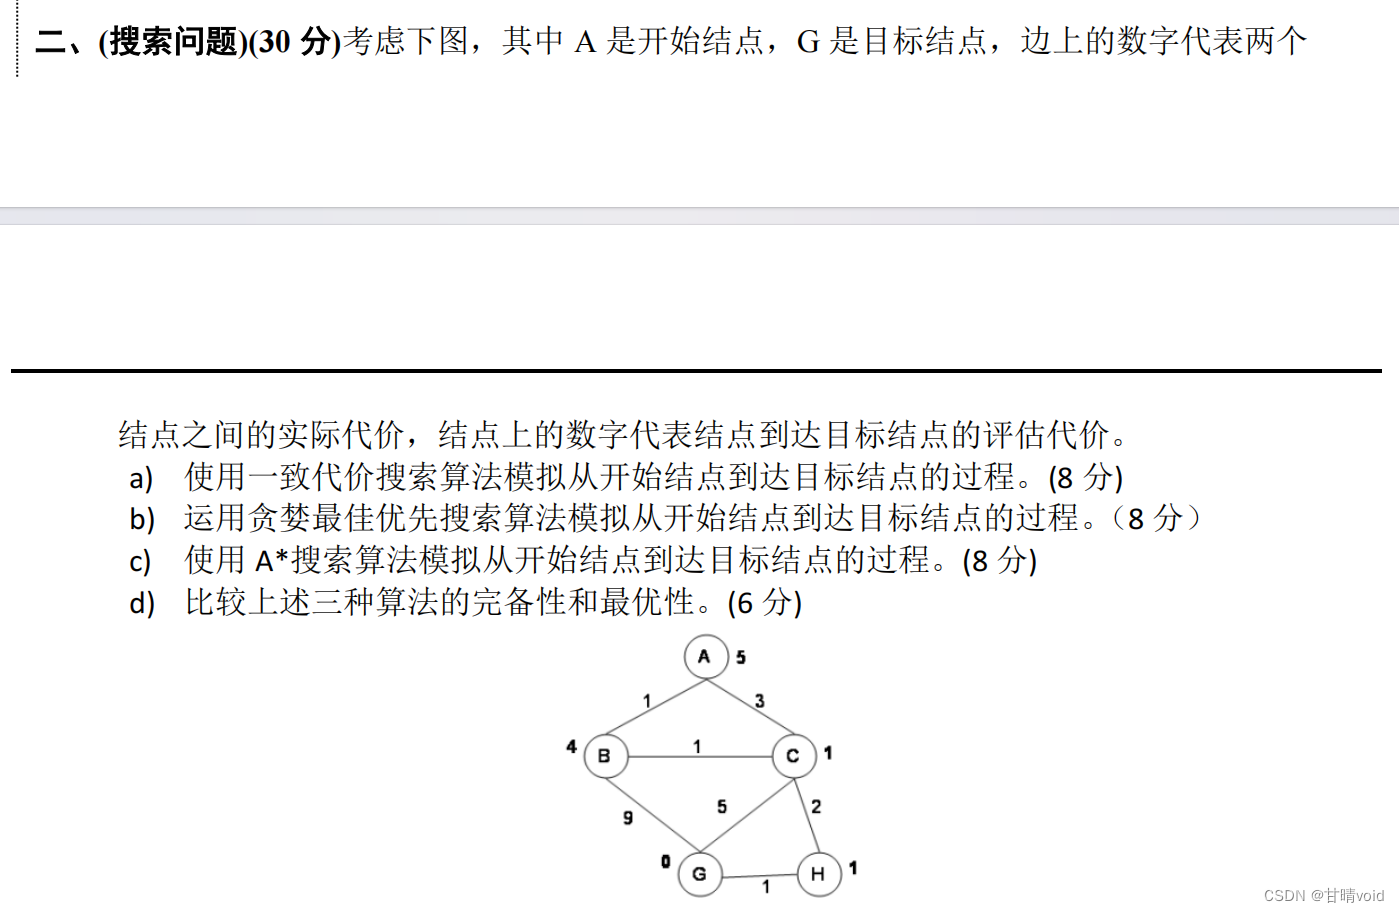 二、(搜索问题)(30 分)考虑下图，其中 A 是开始结点，G 是目标结点，边上的数字代表两个
结点之间的实际代价，结点上的数字代表结点到达目标结点的评估代价。
a) 使用一致代价搜索算法模拟从开始结点到达目标结点的过程。(8 分)
b) 运用贪婪最佳优先搜索算法模拟从开始结点到达目标结点的过程。（8 分）
c) 使用 A*搜索算法模拟从开始结点到达目标结点的过程。(8 分)
d) 比较上述三种算法的完备性和最优性。(6 分)
A 5
1 3
4 B 1 C 1
9 5 2
0 G 1 H 1
CSDN @甘晴void